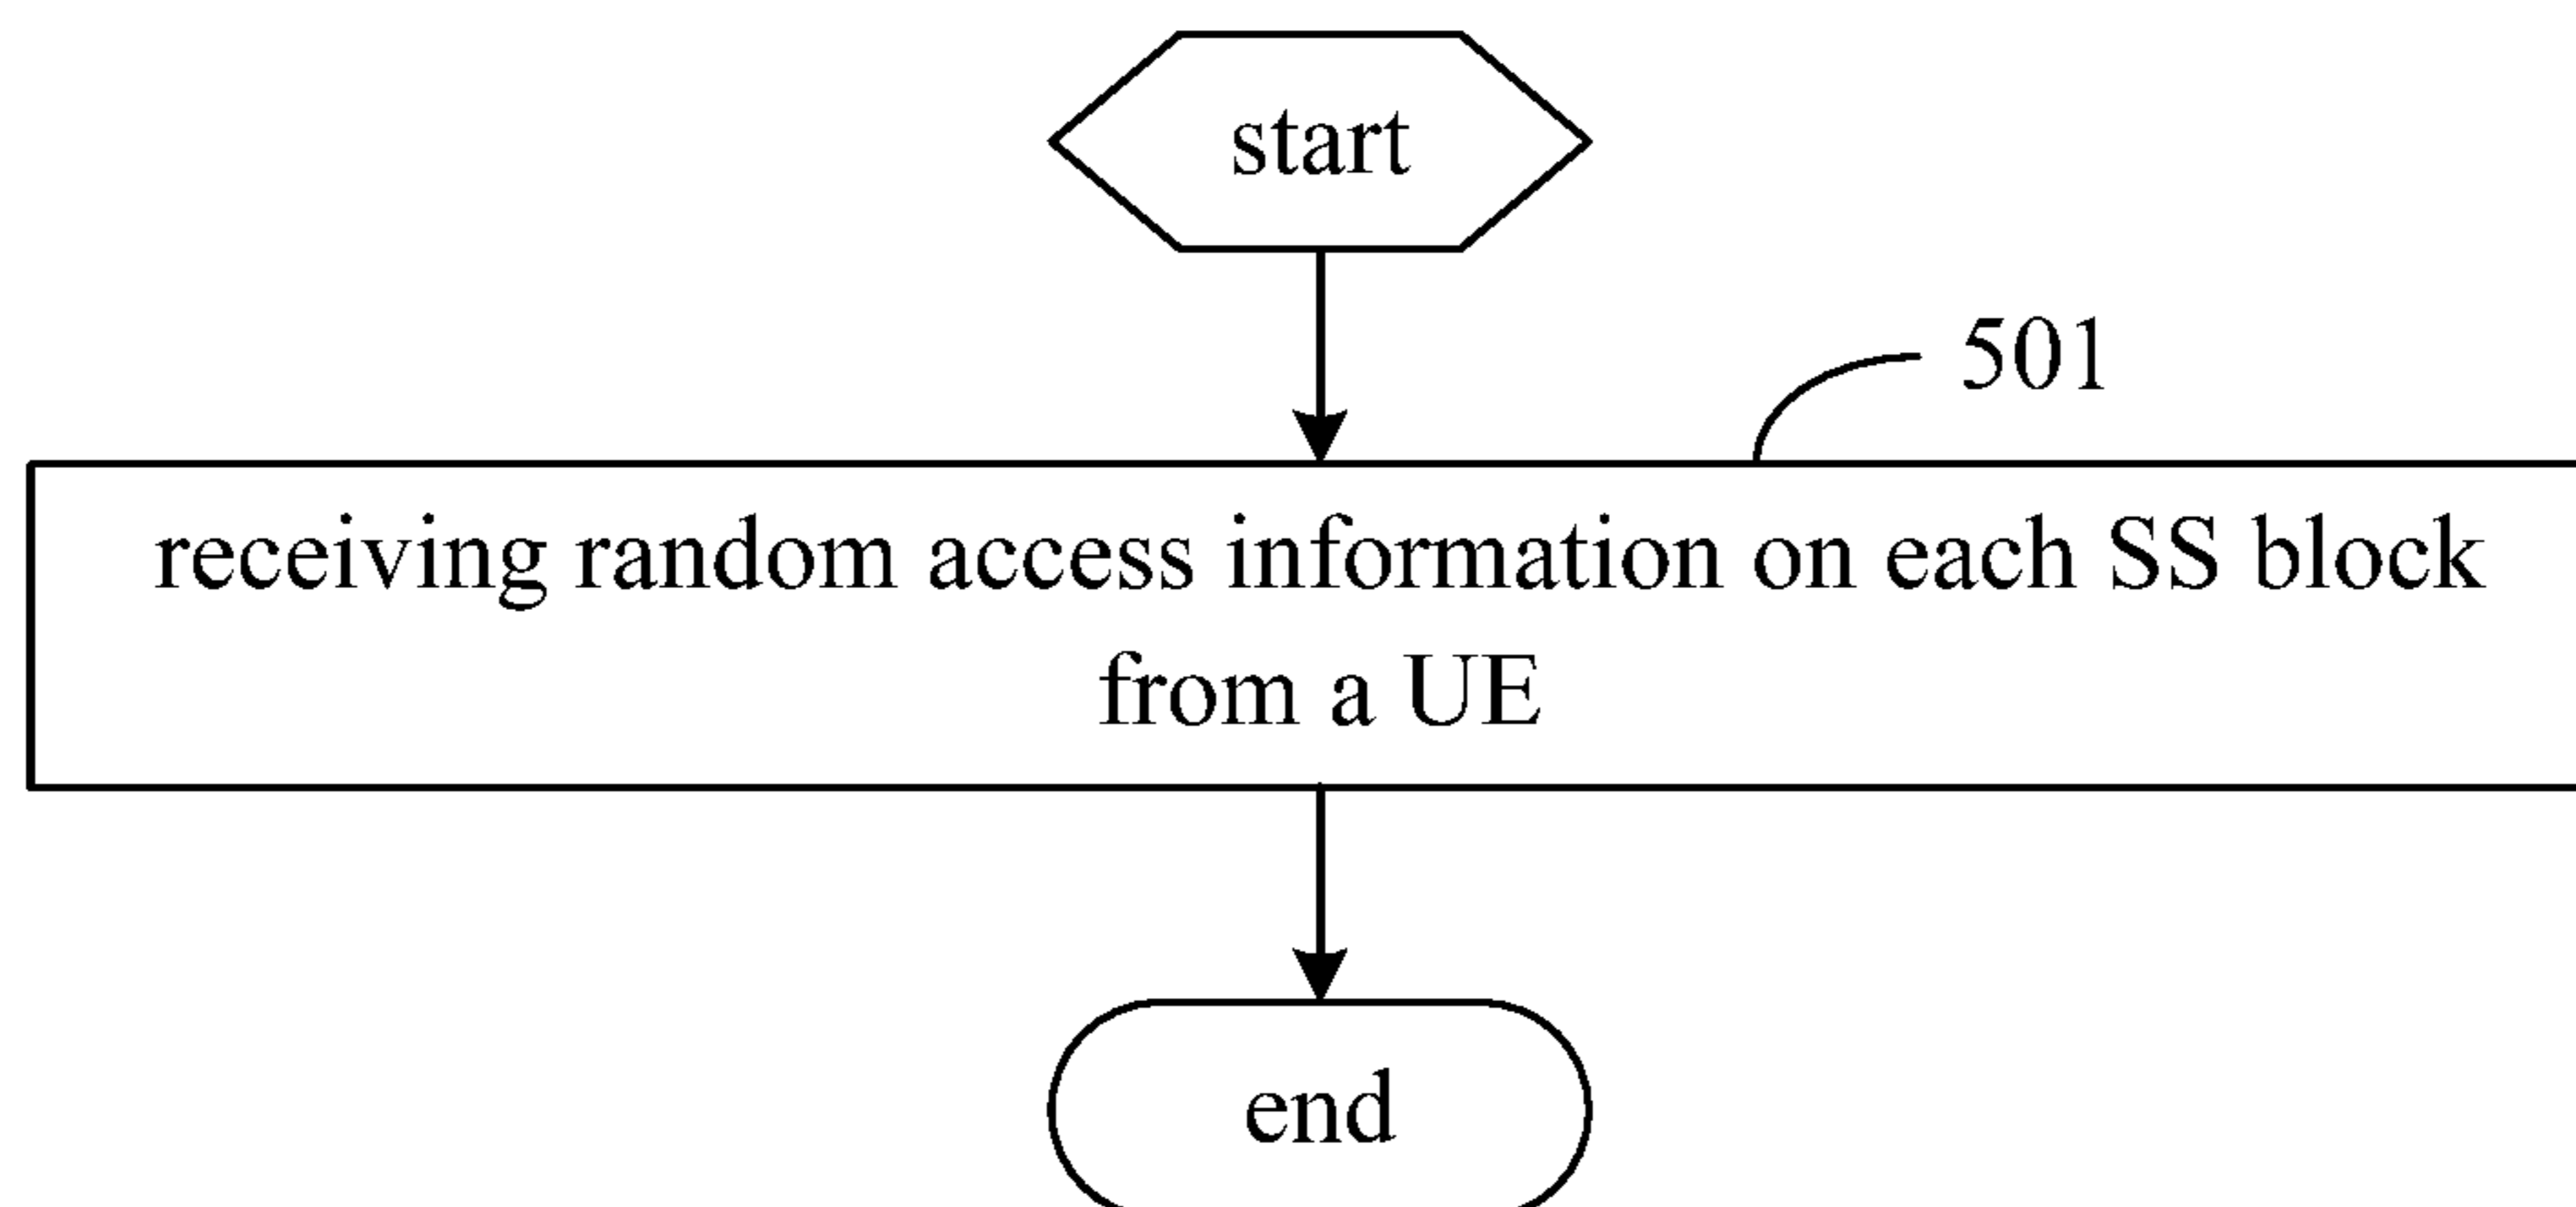 start
501
receiving random access information on each SS block
from a UE
end